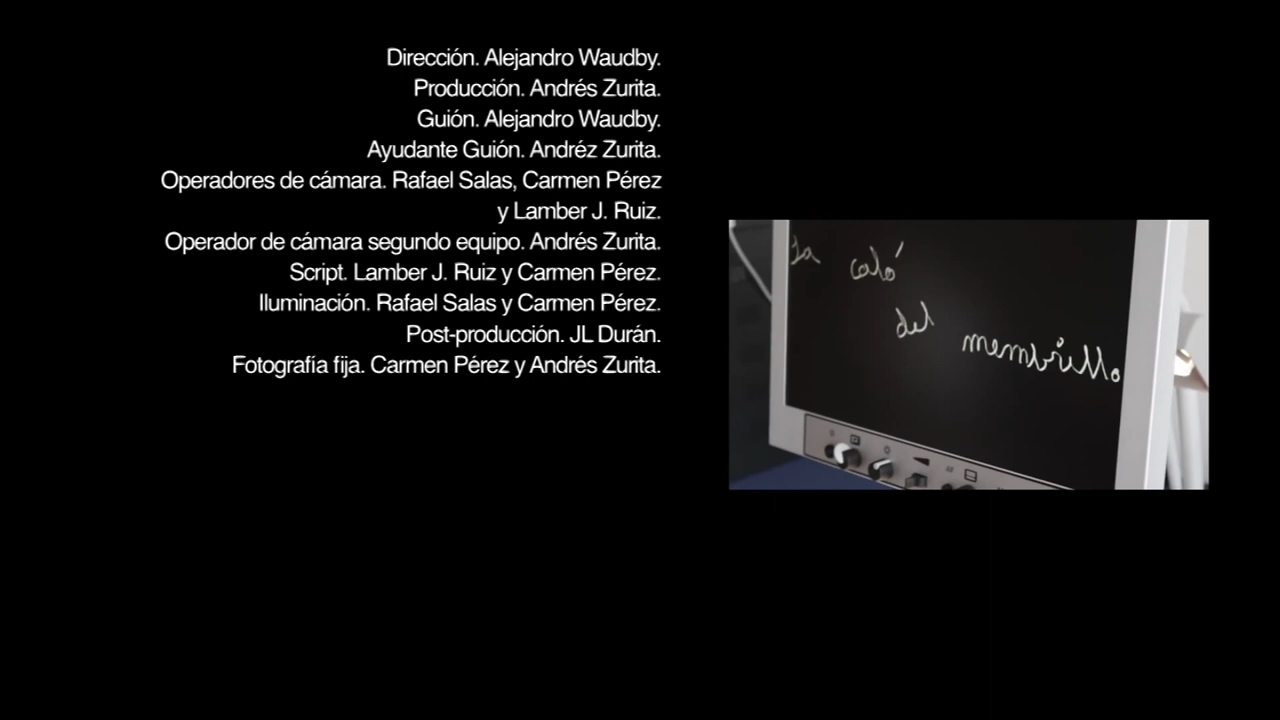 Dirección. Alejandro Waudby.
Producción. Andrés Zurita.
Guión. Alejandro Waudby.
Ayudante Guión. Andréz Zurita.
Operadores de cámara. Rafael Salas, Carmen Pérez
y Lamber J. Ruiz.
Operador de cámara segundo equipo. Andrés Zurita.
Script. Lamber J. Ruiz y Carmen Pérez.
Iluminación. Rafael Salas y Carmen Pérez.
Post-producción. JL Durán.
Fotografía fija. Carmen Pérez y Andrés Zurita.
La caló
del membrillo